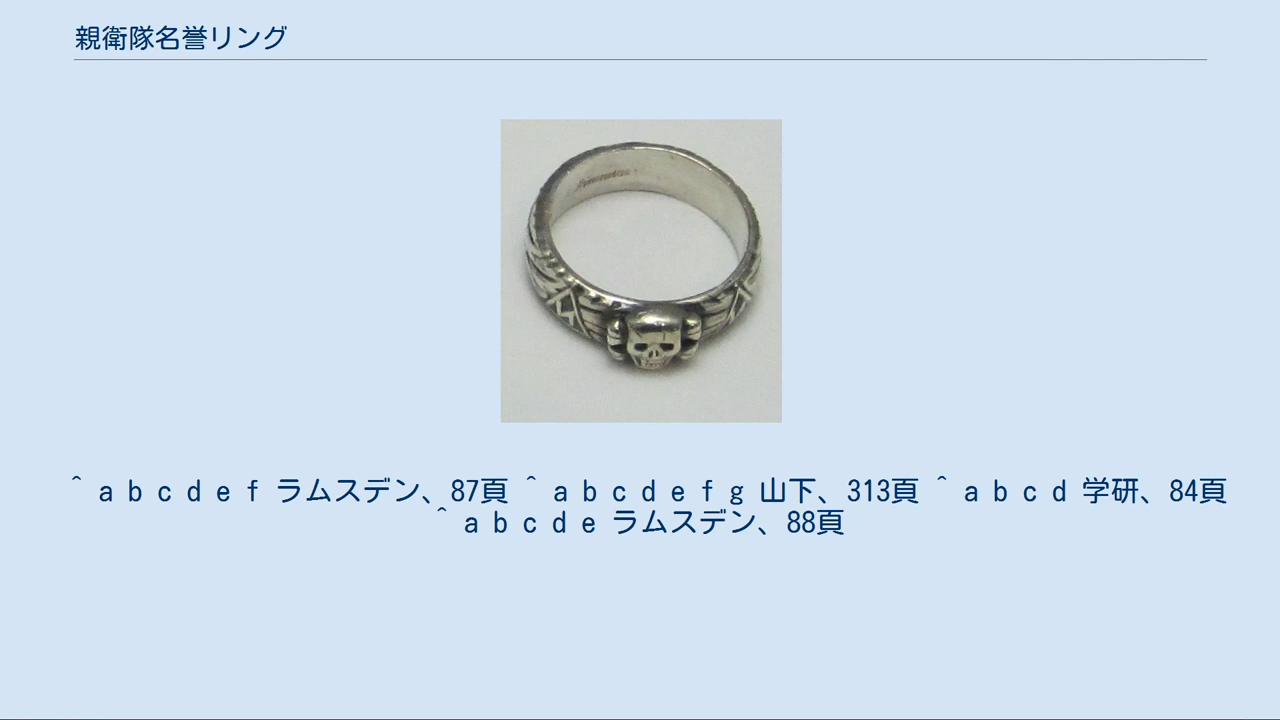 親衛隊名誉リング
^ a b c d e f ラムスデン、87頁 ^ a b c d e f g 山下、313頁 ^ a b c d 学研、84頁
^ a b c d e ラムスデン、88頁